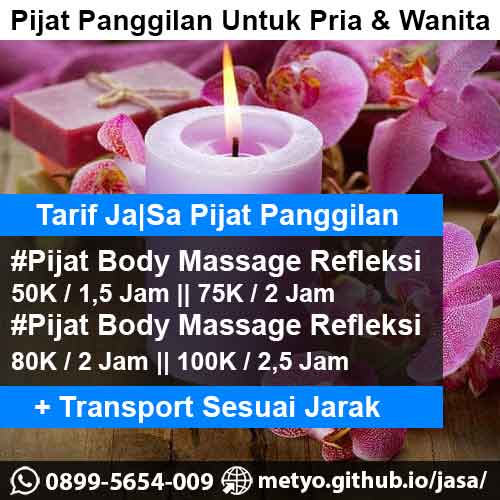 Pijat Panggilan Untuk Pria & Wanita
Tarif Ja|Sa Pijat Panggilan
#Pijat Body Massage Refleksi
50K / 1,5 Jam || 75K / 2 Jam
#Pijat Body Massage Refleksi
80K / 2 Jam || 100K / 2,5 Jam
+ Transport Sesuai Jarak
0899-5654-009 metyo.github.io/jasa/